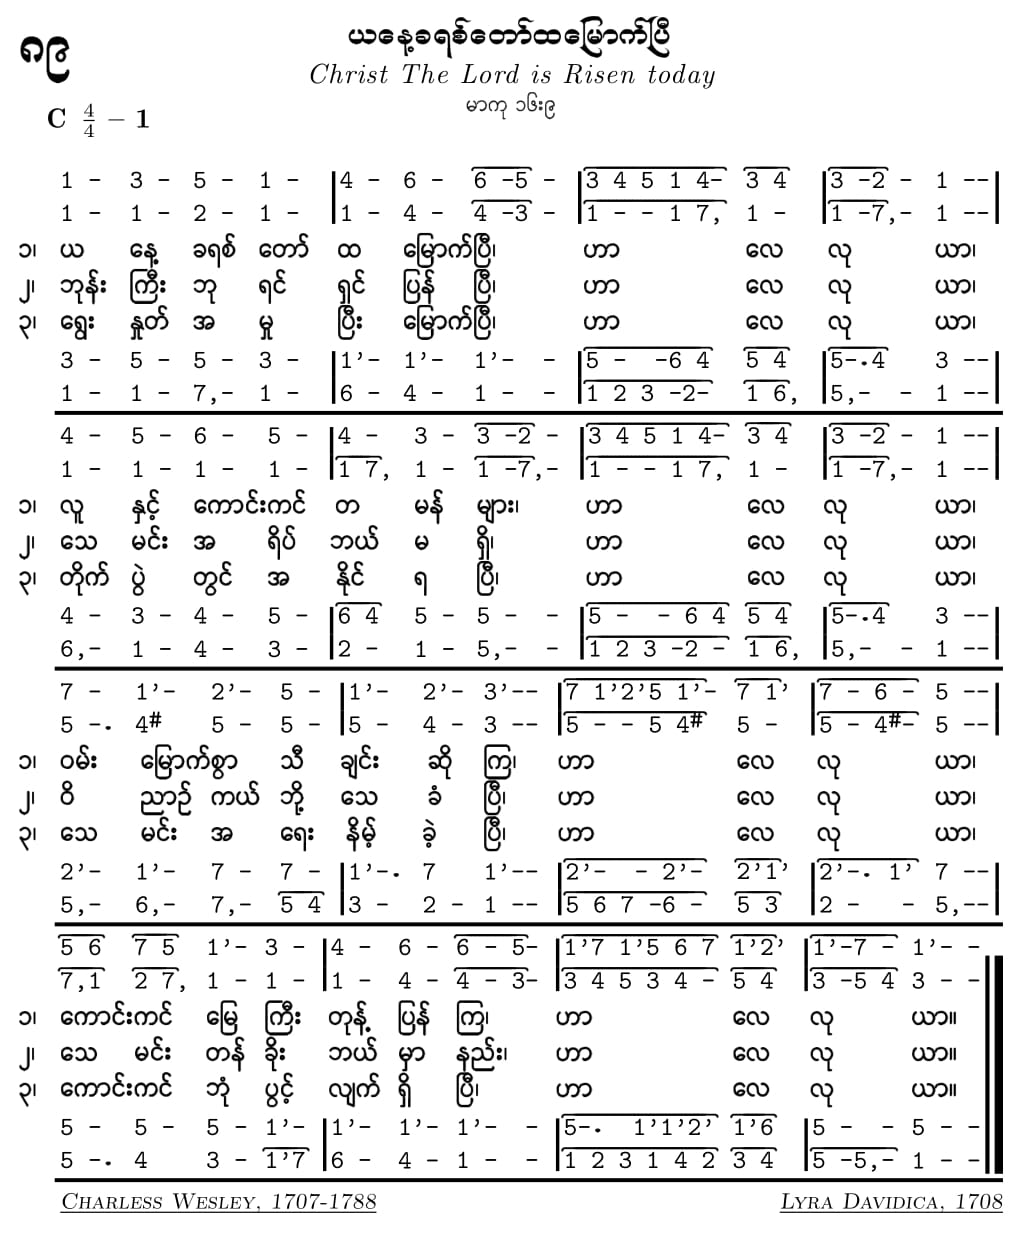 ၈၉
ယနေ့ခရစ်တော်ထမြောက်ပြီ
Christ The Lord is Risen today
မာကု ၁၆း၉
C 4/4 – 1
1 – 3 – 5 – 1 – |4 – 6 – 6 –5 – |3 4 5 1 4– 3 4 |3 –2 – 1 ––|
1 – 1 – 2 – 1 – |1 – 4 – 4 –3 – |1 – – 1 7, 1 – |1 –7,– 1 ––|
၁၊ ယ နေ့ ခရစ် တော် ထ မြောက်ပြီ၊ ဟာ လေ လု ယာ၊
၂၊ ဘုန်း ကြီး ဘု ရင် ရှင် ပြန် ပြီ၊ ဟာ လေ လု ယာ၊
၃၊ ရွေး နှုတ် အ မှု ပြီး မြောက်ပြီ၊ ဟာ လေ လု ယာ၊
3 – 5 – 5 – 3 – |1’– 1’– 1’– – |5 – –6 4 5 4 |5–.4 3 ––|
1 – 1 – 7,– 1 – |6 – 4 – 1 – – |1 2 3 –2– 1 6, |5,– – 1 ––|
4 – 5 – 6 – 5 – |4 – 3 – 3 –2 – |3 4 5 1 4– 3 4 |3 –2 – 1 ––|
1 – 1 – 1 – 1 – |1 7, 1 – 1 –7,– |1 – – 1 7, 1 – |1 –7,– 1 ––|
၁၊ လူ နှင့် ကောင်းကင် တ မန် များ၊ ဟာ လေ လု ယာ၊
၂၊ သေ မင်း အ ရိပ် ဘယ် မ ရှိ၊ ဟာ လေ လု ယာ၊
၃၊ တိုက် ပွဲ တွင် အ နိုင် ရ ပြီ၊ ဟာ လေ လု ယာ၊
4 – 3 – 4 – 5 – |6 4 5 – 5 – – |5 – – 6 4 5 4 |5–.4 3 ––|
6,– 1 – 4 – 3 – |2 – 1 – 5,– – |1 2 3 –2 – 1 6, |5,– – 1 ––|
7 – 1’– 2’– 5 – |1’– 2’– 3’–– |7 1’2’5 1’– 7 1’ |7 – 6 – 5 ––|
5 –. 4# 5 – 5 – |5 – 4 – 3 –– |5 – – 5 4# 5 – |5 – 4#– 5 ––|
၁၊ ဝမ်း မြောက်စွာ သီ ချင်း ဆို ကြ၊ ဟာ လေ လု ယာ၊
၂၊ ဝိ ညာဉ် ကယ် ဘို့ သေ ခံ ပြီ၊ ဟာ လေ လု ယာ၊
၃၊ သေ မင်း အ ရေး နိမ့် ခဲ့ ပြီ၊ ဟာ လေ လု ယာ၊
2’– 1’– 7 – 7 – |1’–. 7 1’–– |2’– – 2’– 2’1’ |2’–. 1’ 7 ––|
5,– 6,– 7,– 5 4 |3 – 2 – 1 –– |5 6 7 –6 – 5 3 |2 – – 5,––|
5 6 7 5 1’– 3 – |4 – 6 – 6 – 5– |1’7 1’5 6 7 1’2’ |1’–7 – 1’– –
7,1 2 7, 1 – 1 – |1 – 4 – 4 – 3– |3 4 5 3 4 – 5 4 |3 –5 4 3 – –
၁၊ ကောင်းကင် မြေ ကြီး တုန့် ပြန် ကြ၊ ဟာ လေ လု ယာ။
၂၊ သေ မင်း တန် ခိုး ဘယ် မှာ နည်း၊ ဟာ လေ လု ယာ။
၃၊ ကောင်းကင် ဘုံ ပွင့် လျက် ရှိ ပြီ၊ ဟာ လေ လု ယာ။
5 – 5 – 5 – 1’– |1’– 1’– 1’– – |5–. 1’1’2’ 1’6 |5 – – 5 – –
5 –. 4 3 – 1’7 |6 – 4 – 1 – – |1 2 3 1 4 2 3 4 |5 –5,– 1 – –
Charless Wesley, 1707-1788
Lyra Davidica, 1708